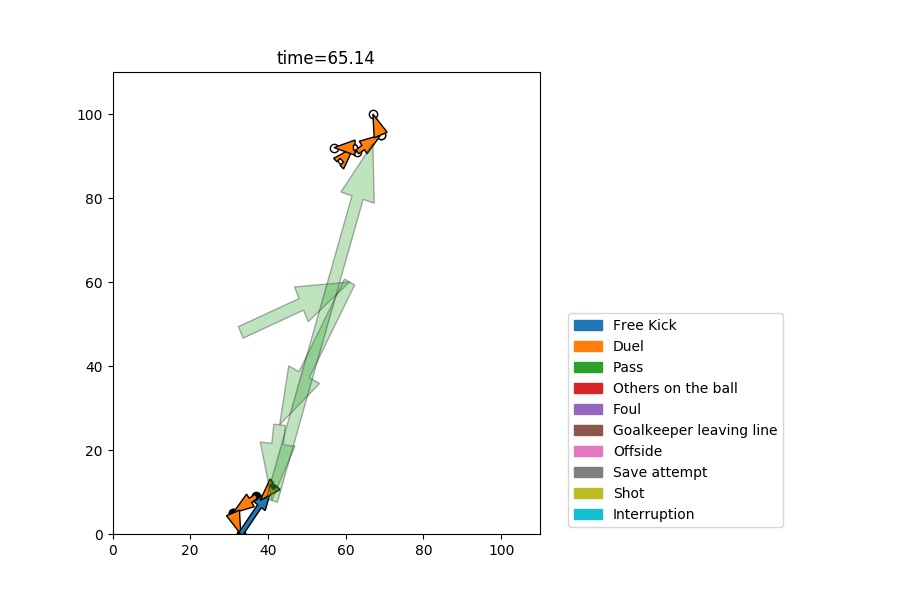 time=65.14
100
80
60
40
20
0
0 20 40 60 80 100
Free Kick
Duel
Pass
Others on the ball
Foul
Goalkeeper leaving line
Offside
Save attempt
Shot
Interruption